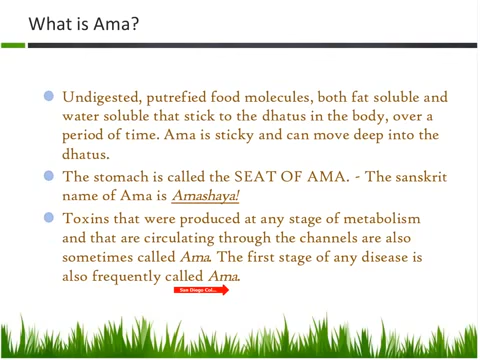 What is Ama?
Undigested, putrefied food molecules, both fat soluble and
water soluble that stick to the dhatus in the body, over a
period of time. Ama is sticky and can move deep into the
dhatus.
The stomach is called the SEAT OF AMA. - The sanskrit
name of Ama is Amashaya!
Toxins that were produced at any stage of metabolism
and that are circulating through the channels are also
sometimes called Ama. The first stage of any disease is
also frequently called Ama.
San Diego Col...